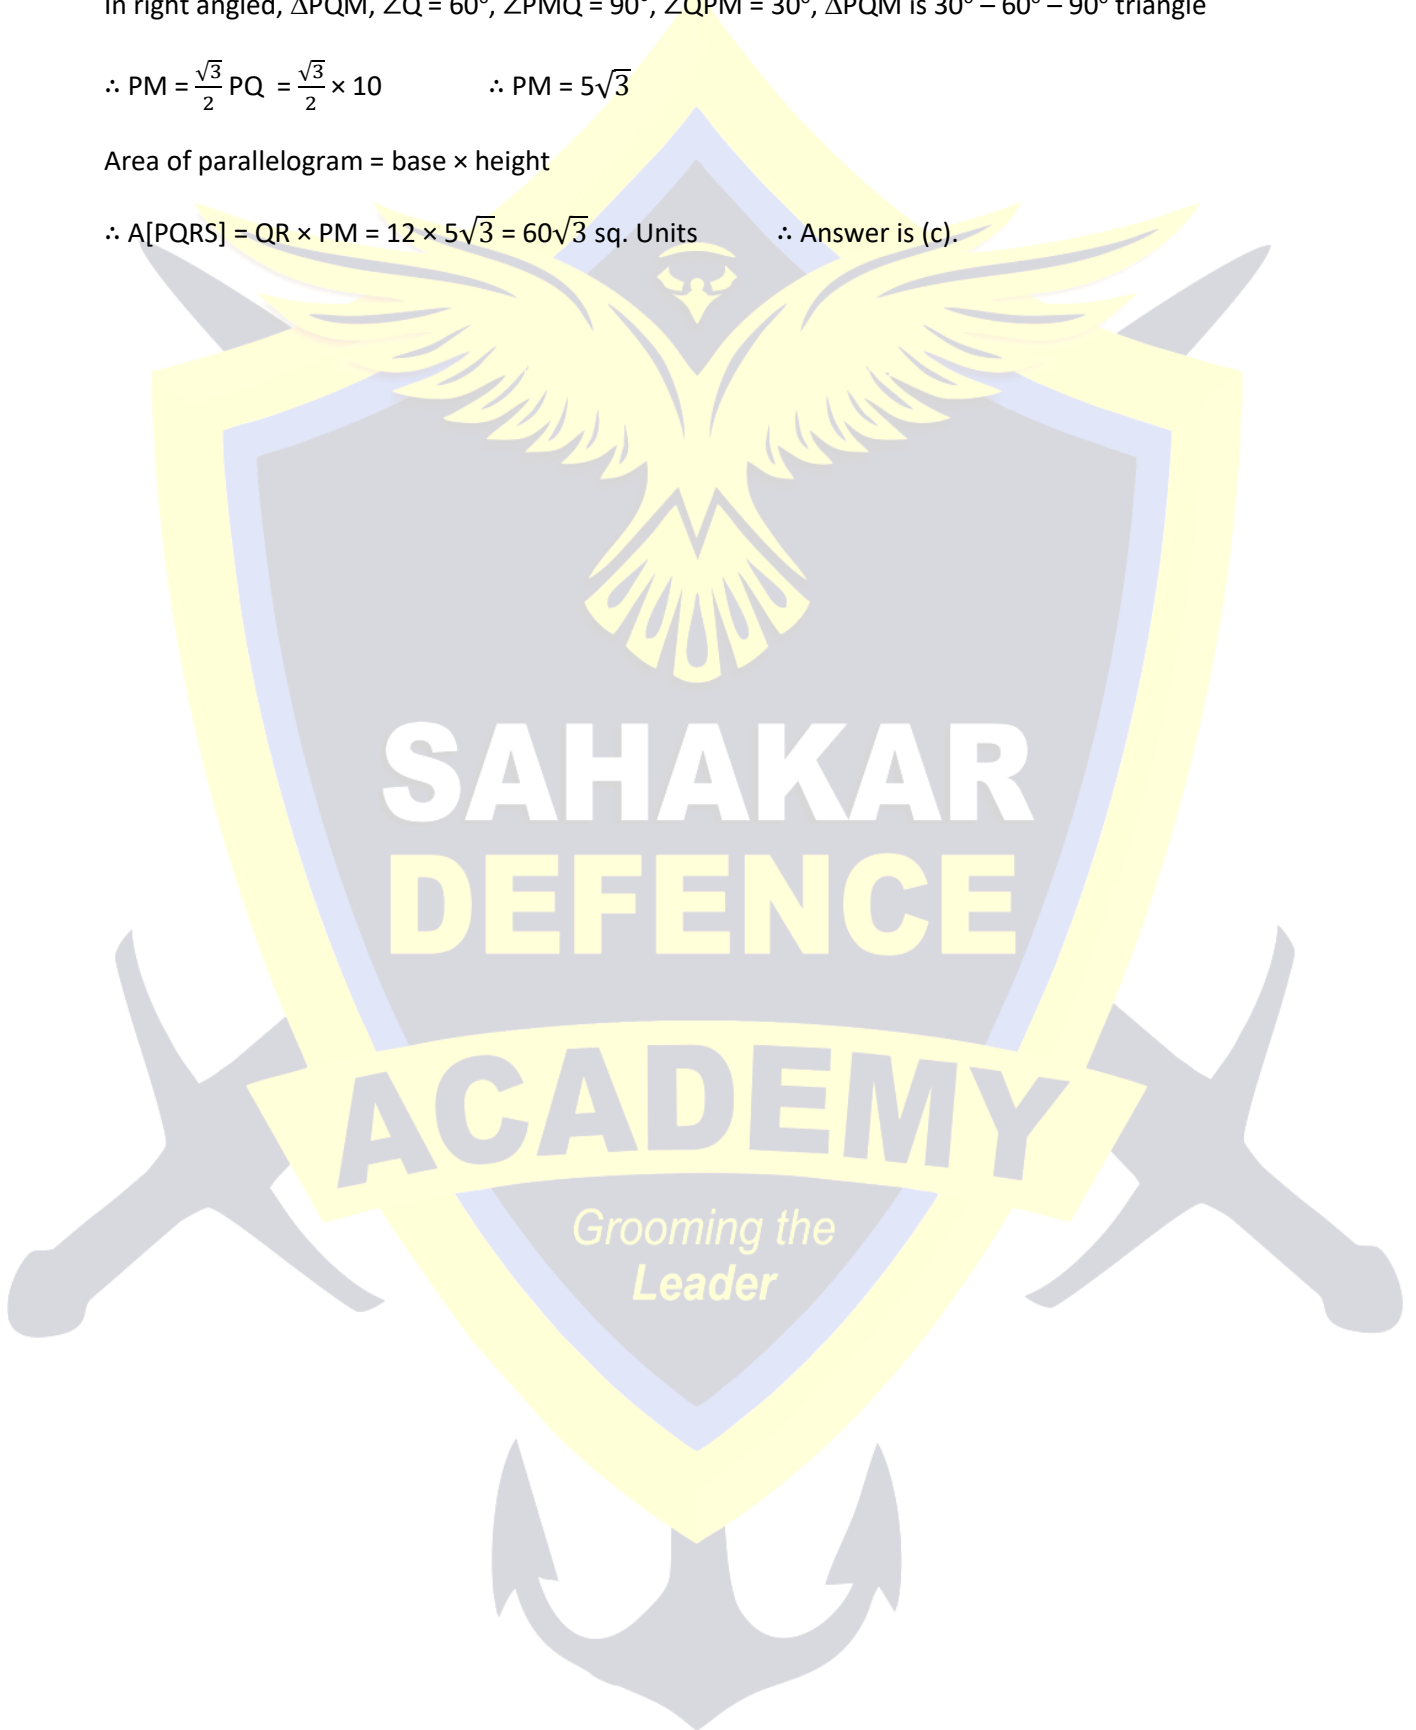 In right angled, ∆PQM, ∠Q = 60°, ∠PMQ = 90°, ∠QPM = 30°, ∆PQM is 30° – 60° – 90° triangle
∴ PM = √3/2 PQ = √3/2 × 10 ∴ PM = 5√3
Area of parallelogram = base × height
∴ A[PQRS] = QR × PM = 12 × 5√3 = 60√3 sq. Units ∴ Answer is (c).
SAHAKAR
DEFENCE
ACADEMY
Grooming the
Leader